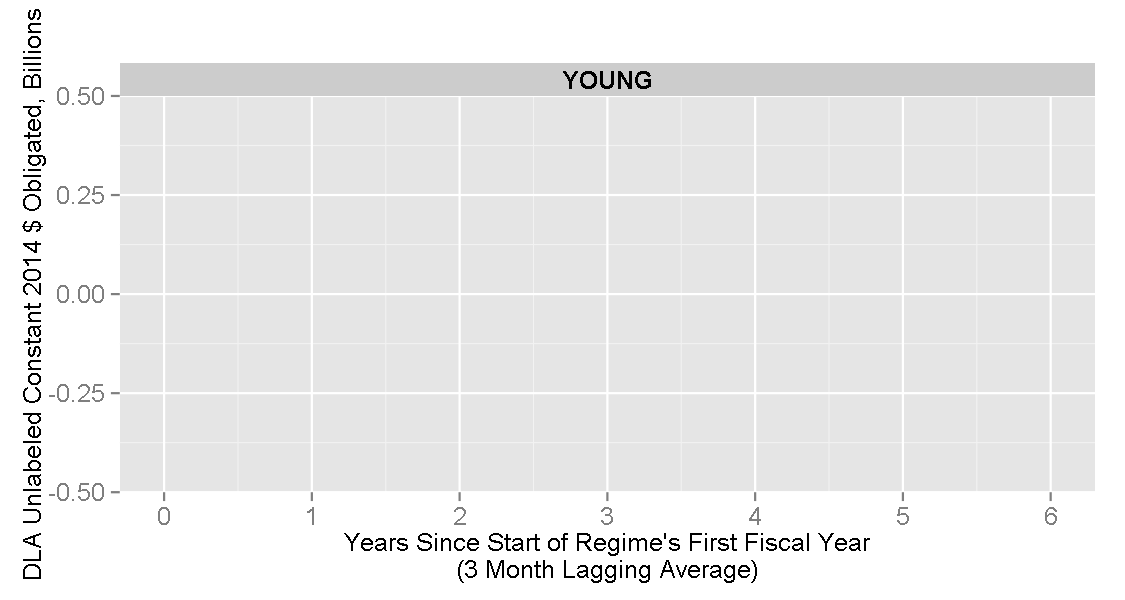 YOUNG
DLA Unlabeled Constant 2014 $ Obligated, Billions
0.50
0.25
0.00
-0.25
-0.50
0 1 2 3 4 5 6
Years Since Start of Regime's First Fiscal Year
(3 Month Lagging Average)